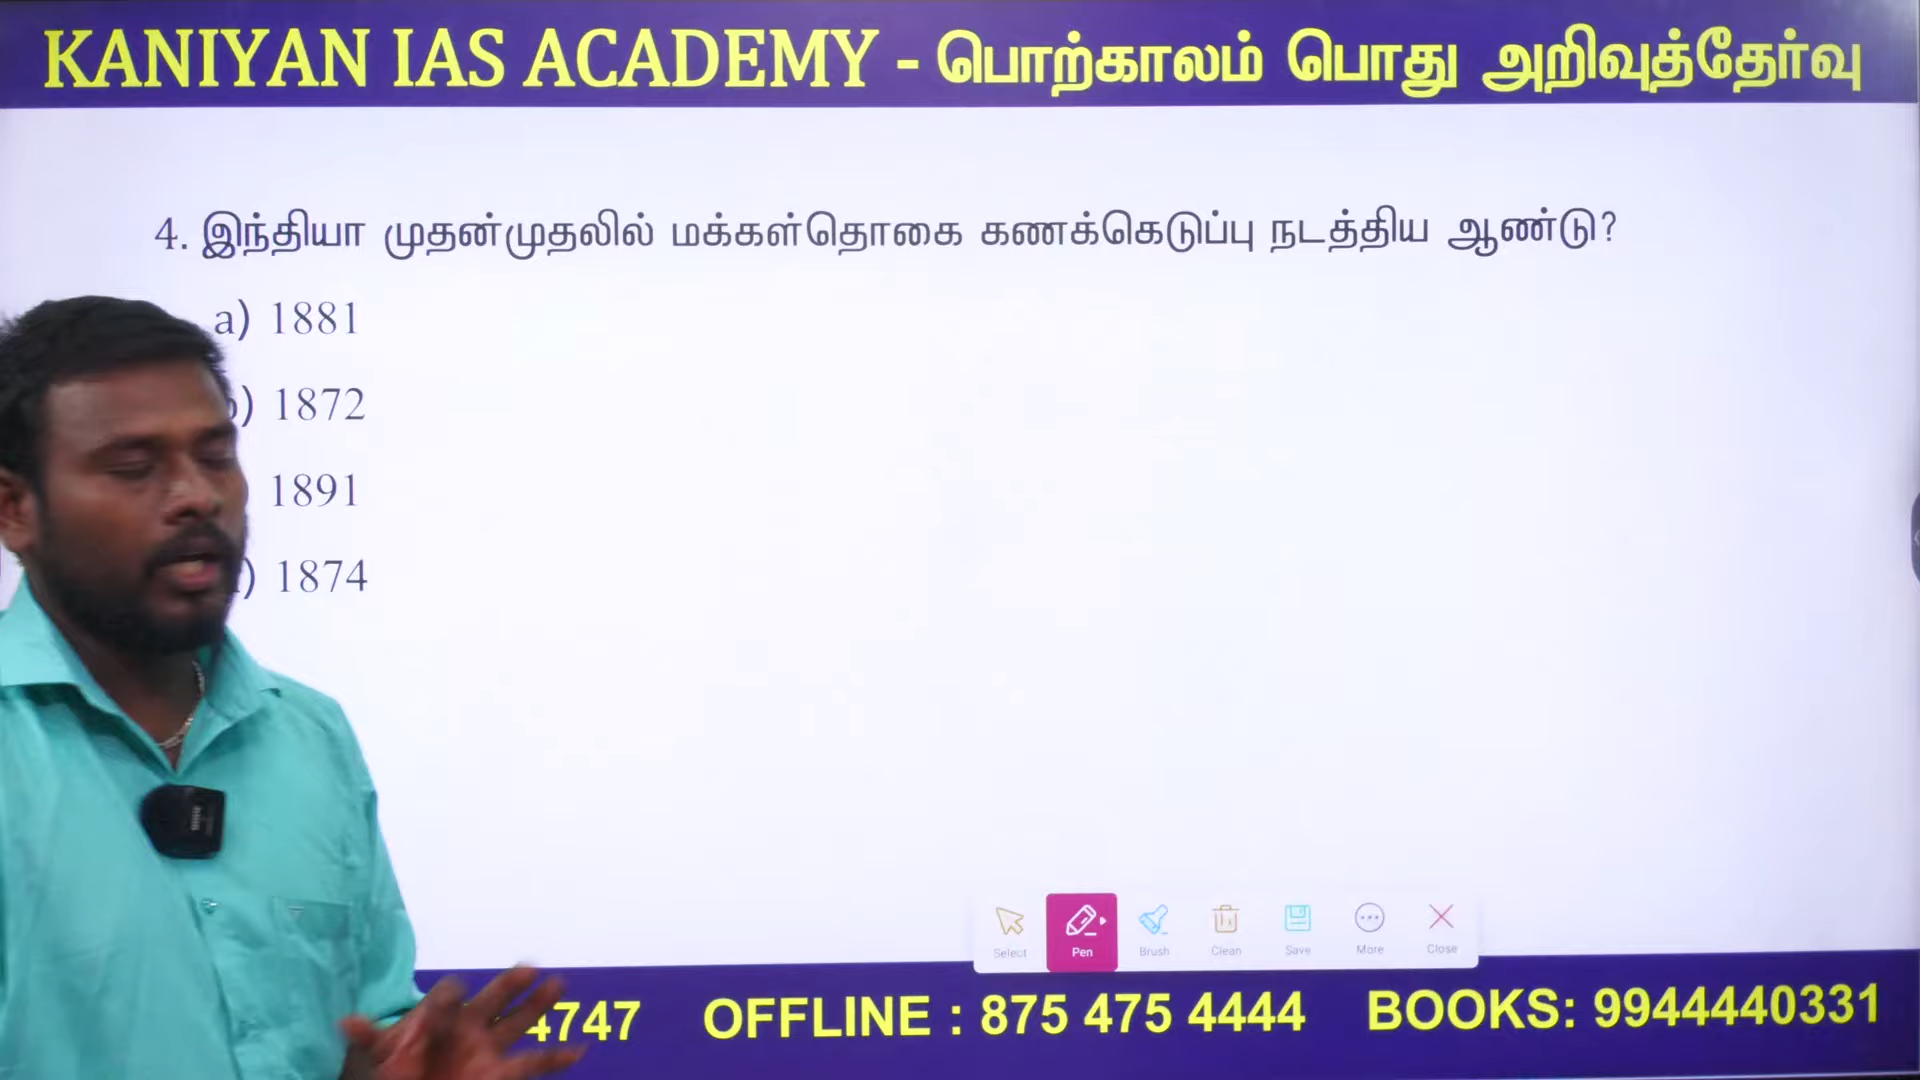 KANIYAN IAS ACADEMY - பொற்காலம் பொது அறிவுத்தேர்வு
4. இந்தியா முதன்முதலில் மக்கள்தொகை கணக்கெடுப்பு நடத்திய ஆண்டு?
a) 1881
) 1872
1891
) 1874
Select Pen Brush Clean Save More Close
4747 OFFLINE : 875 475 4444 BOOKS: 9944440331